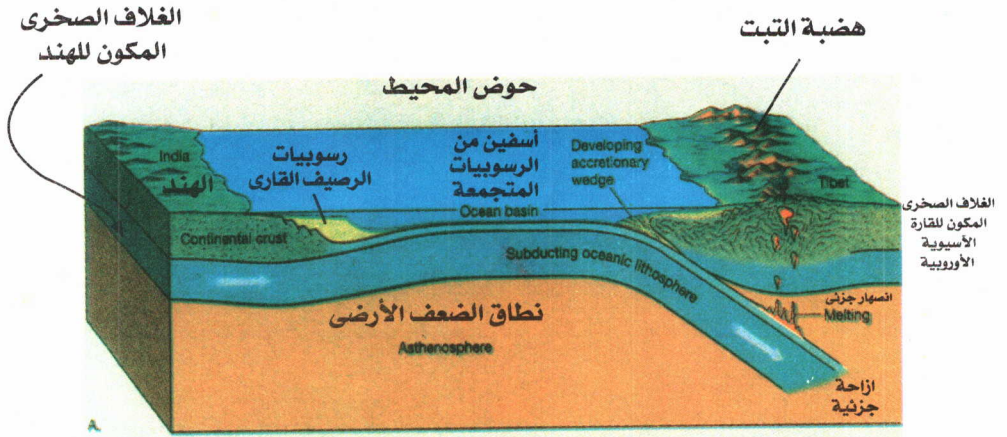 الغلاف الصخرى
المكون للهند
هضبة التبت
حوض المحيط
India
الهند
رسوبيات
الرصيف القارى
أسفين من
الرسوبيات
المتجمعة
Developing
accretionary
wedge
Tibet
Ocean basin
Continental crust
Subducting oceanic lithosphere
الغلاف الصخرى
المكون للقارة
الأسيوية
الأوروبية
انصهار جزئى
Melting
نطاق الضعف الأرضى
Asthenosphere
ازاحة
جزئية
A.